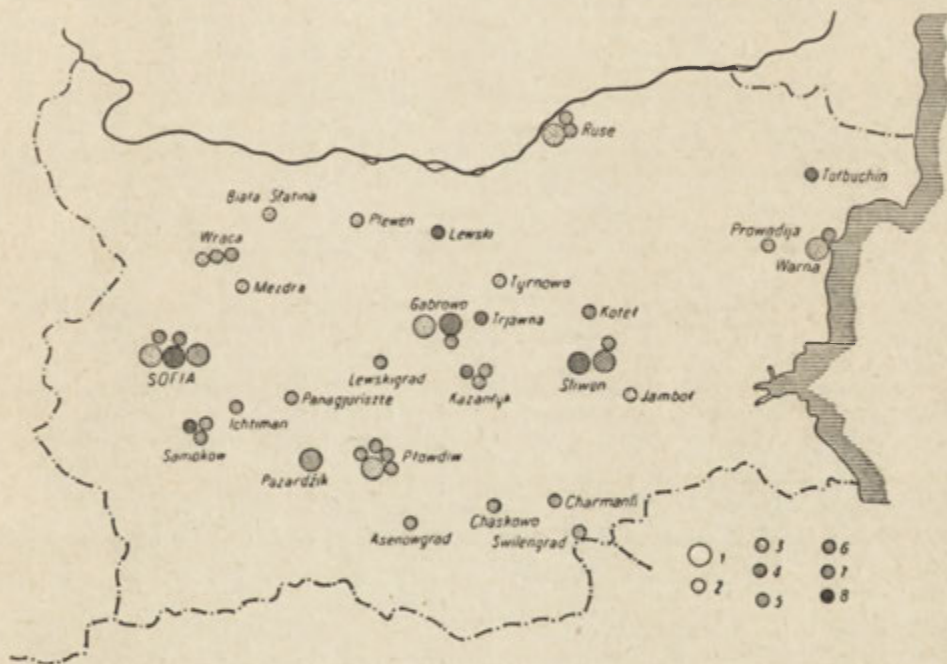 Ruse
Tołbuchin
Biała Słatina
Plewen
Lewski
Wraca
Prowadija
Warna
Mezdra
Tyrnowo
Gabrowo
Trjawna
Koteł
SOFIA
Lewskigrad
Kazanłyk
Sliwen
Jamboł
Panagjuriszte
Ichtiman
Samokow
Pazardżik
Płowdiw
Charmanli
Chaskowo
Asenowgrad
Swilengrad
1
2
3
4
5
6
7
8